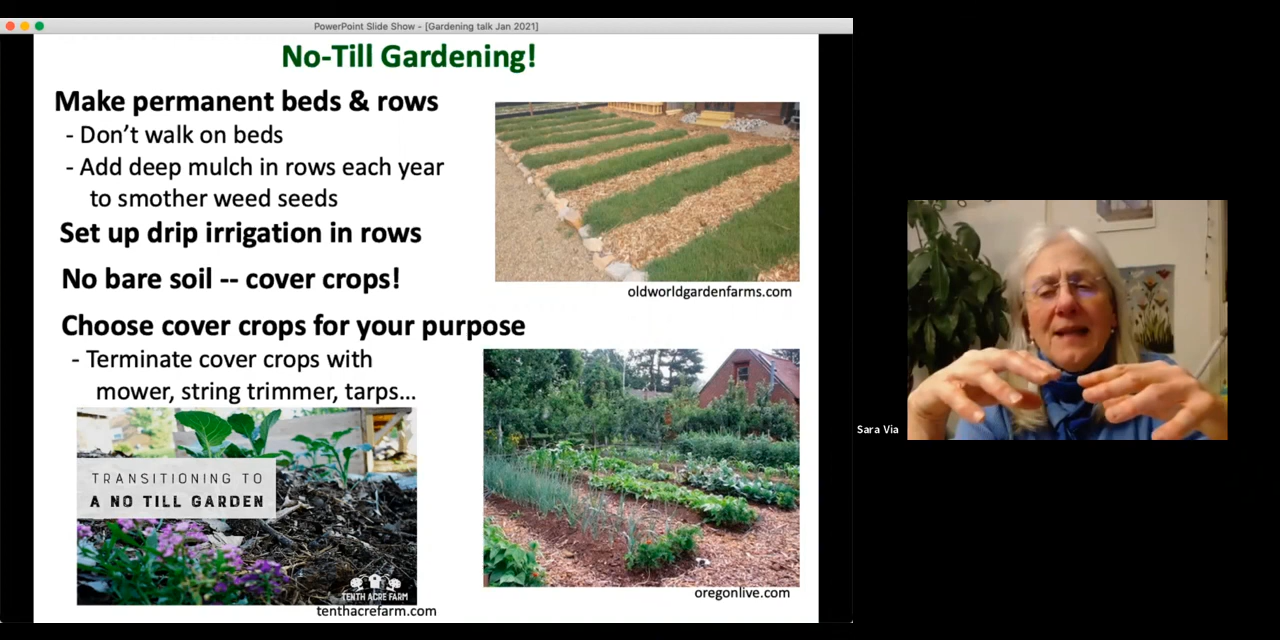 PowerPoint Slide Show - [Gardening talk Jan 2021]
No-Till Gardening!
Make permanent beds & rows
- Don’t walk on beds
- Add deep mulch in rows each year
to smother weed seeds
Set up drip irrigation in rows
No bare soil -- cover crops!
Choose cover crops for your purpose
- Terminate cover crops with
mower, string trimmer, tarps...
TRANSITIONING TO
A NO TILL GARDEN
TENTH ACRE FARM
tenthacrefarm.com
oldworldgardenfarms.com
oregonlive.com
Sara Via